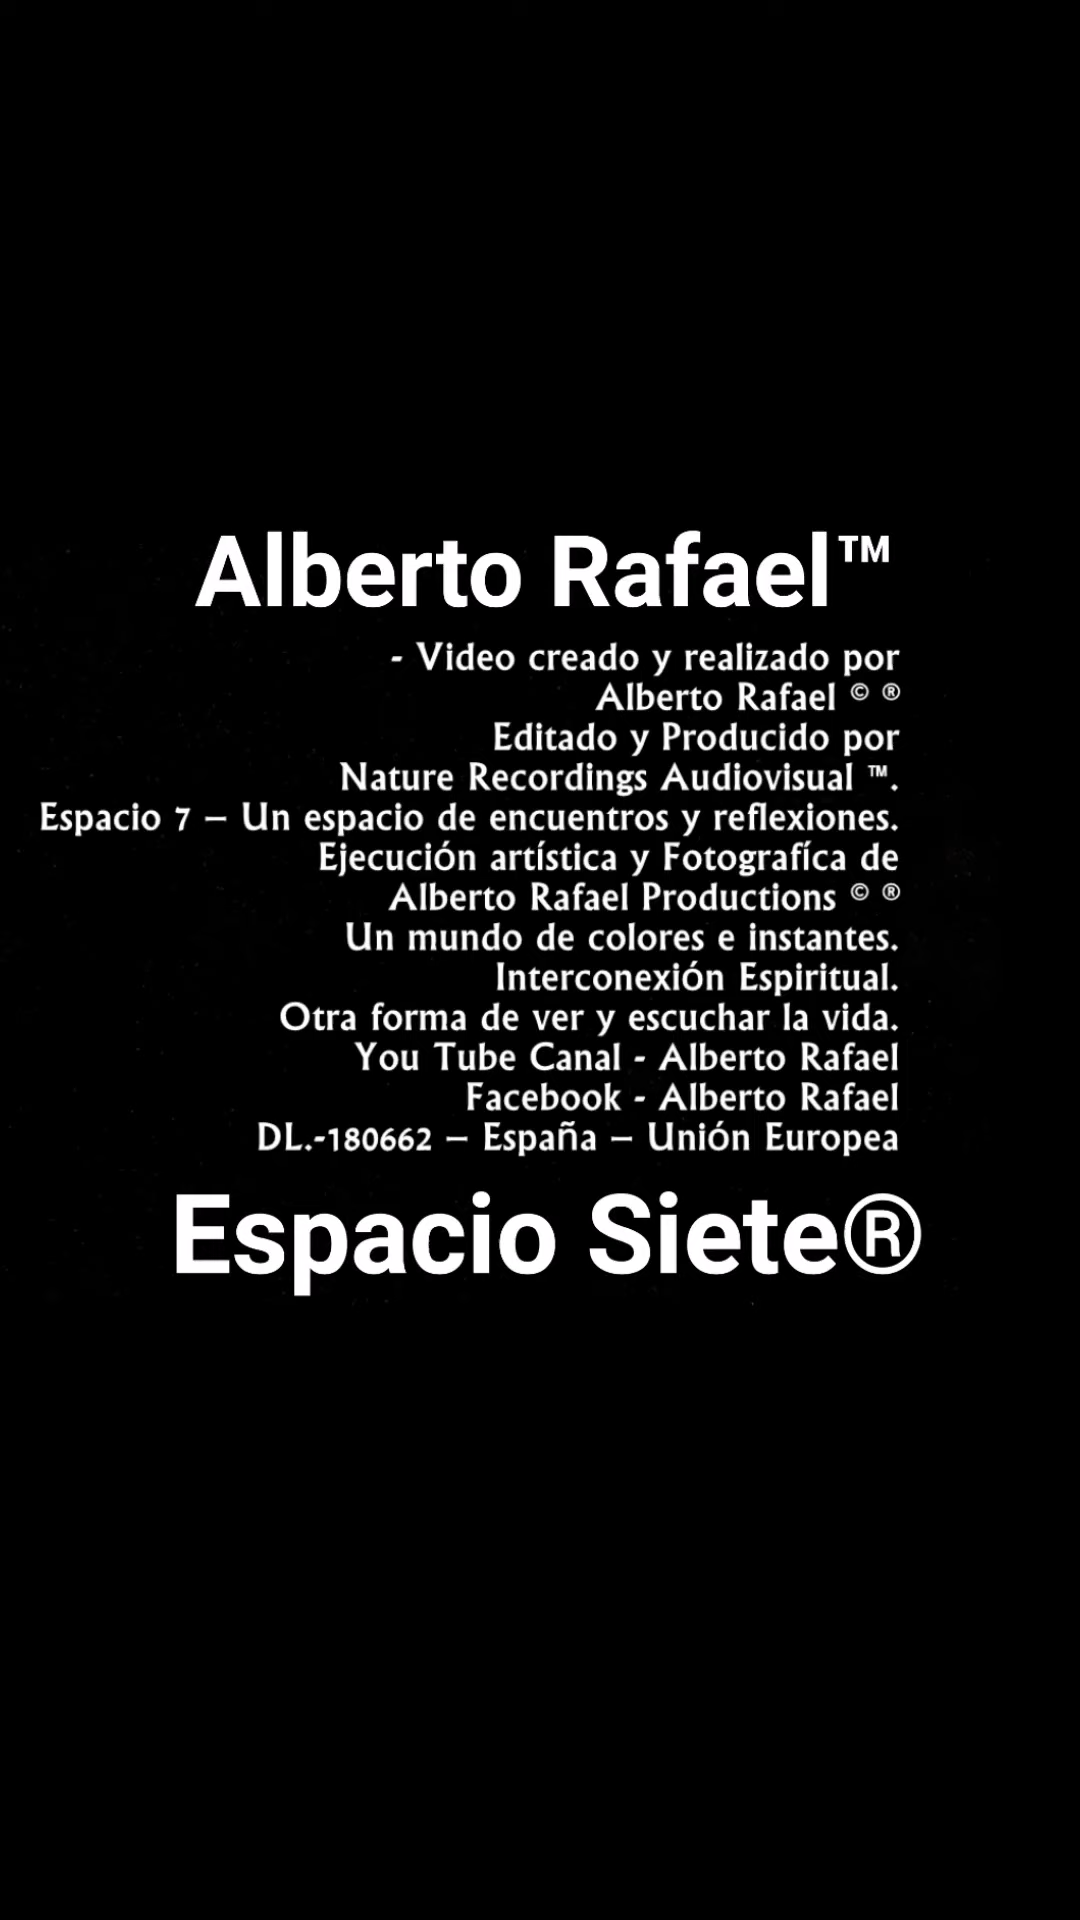 Alberto Rafael™
- Video creado y realizado por
Alberto Rafael © ®
Editado y Producido por
Nature Recordings Audiovisual ™.
Espacio 7 – Un espacio de encuentros y reflexiones.
Ejecución artística y Fotografíca de
Alberto Rafael Productions © ®
Un mundo de colores e instantes.
Interconexión Espiritual.
Otra forma de ver y escuchar la vida.
You Tube Canal - Alberto Rafael
Facebook - Alberto Rafael
DL.-180662 – España – Unión Europea
Espacio Siete®